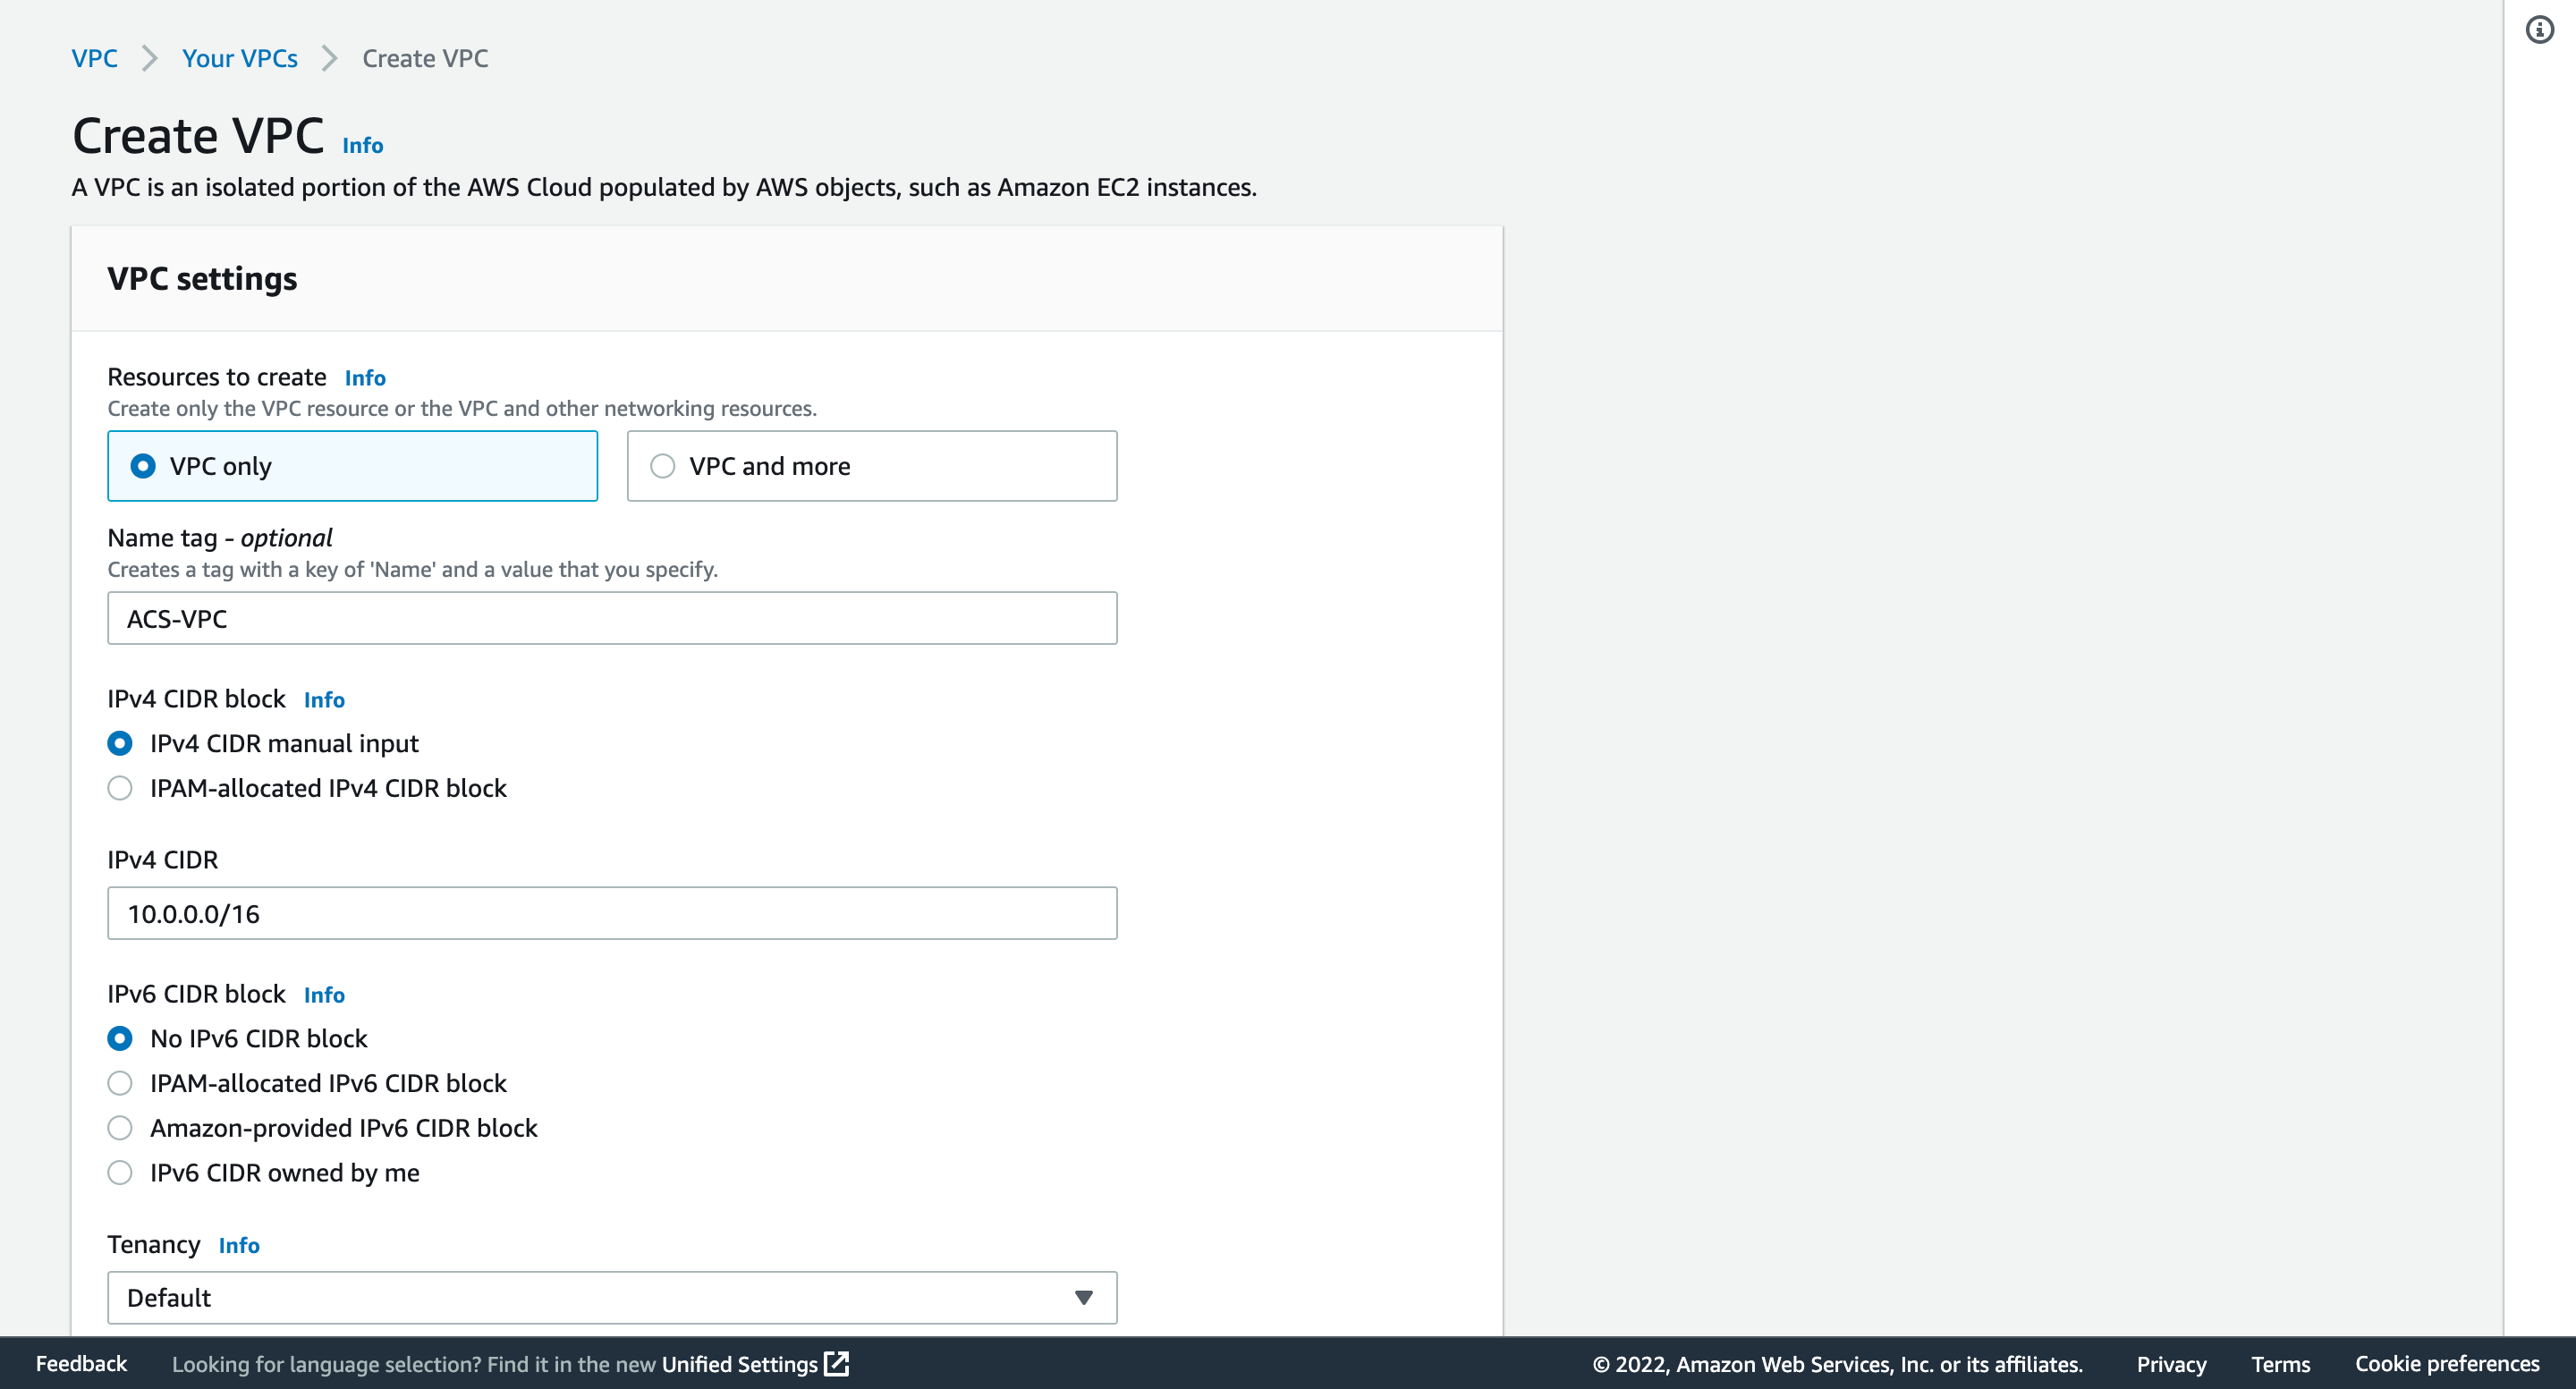 VPC Your VPCs Create VPC
Create VPC Info
A VPC is an isolated portion of the AWS Cloud populated by AWS objects, such as Amazon EC2 instances.
VPC settings
Resources to create Info
Create only the VPC resource or the VPC and other networking resources.
VPC only VPC and more
Name tag - optional
Creates a tag with a key of 'Name' and a value that you specify.
ACS-VPC
IPv4 CIDR block Info
IPv4 CIDR manual input
IPAM-allocated IPv4 CIDR block
IPv4 CIDR
10.0.0.0/16
IPv6 CIDR block Info
No IPv6 CIDR block
IPAM-allocated IPv6 CIDR block
Amazon-provided IPv6 CIDR block
IPv6 CIDR owned by me
Tenancy Info
Default
Feedback Looking for language selection? Find it in the new Unified Settings © 2022, Amazon Web Services, Inc. or its affiliates. Privacy Terms Cookie preferences